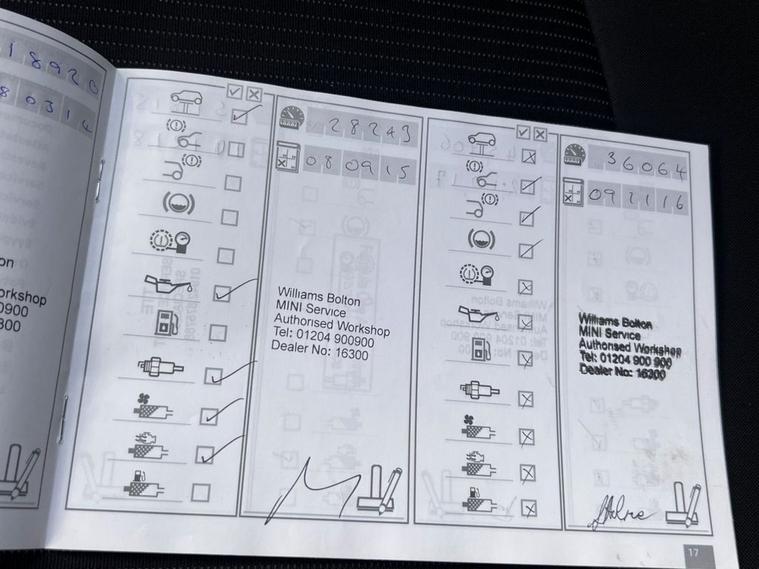 18920
80314
orkshop
0900
300
28243
08 09 15
Williams Bolton
MINI Service
Authorised Workshop
Tel: 01204 900900
Dealer No: 16300
36064
09 11 16
Williams Bolton
MINI Service
Authorised Workshop
Tel: 01204 900 900
Dealer No: 16300
17